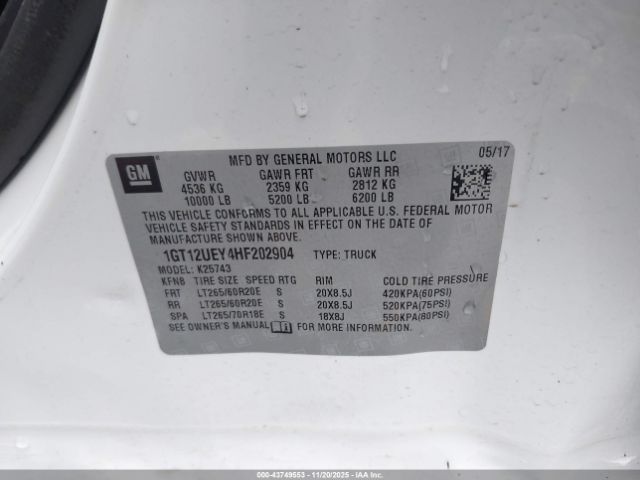 GM
MFD BY GENERAL MOTORS LLC 05/17
GVWR GAWR FRT GAWR RR
4536 KG 2359 KG 2812 KG
10000 LB 5200 LB 6200 LB
THIS VEHICLE CONFORMS TO ALL APPLICABLE U.S. FEDERAL MOTOR
VEHICLE SAFETY STANDARDS IN EFFECT ON THE DATE OF
MANUFACTURE SHOWN ABOVE.
1GT12UEY4HF202904 TYPE: TRUCK
MODEL: K25743
KFNB TIRE SIZE SPEED RTG RIM COLD TIRE PRESSURE
FRT LT265/60R20E S 20X8.5J 420KPA(60PSI)
RR LT265/60R20E S 20X8.5J 520KPA(75PSI)
SPA LT265/70R18E S 18X8J 550KPA(80PSI)
SEE OWNER'S MANUAL FOR MORE INFORMATION.
000-43749553 - 11/20/2025 - IAAI.COM